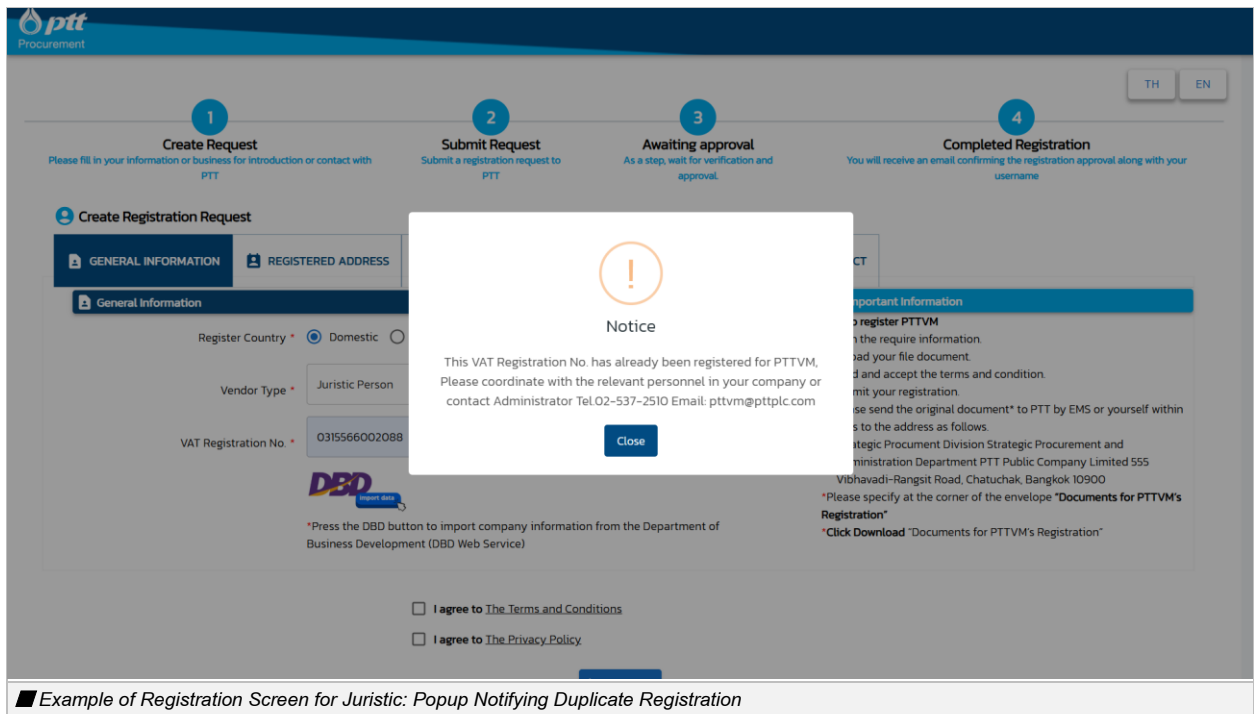 ptt
Procurement
TH EN
1 2 3 4
Create Request Submit Request Awaiting approval Completed Registration
Please fill in your information or business for introduction or contact with
PTT
Submit a registration request to
PTT
As a step, wait for verification and
approval.
You will receive an email confirming the registration approval along with your
username
Create Registration Request
GENERAL INFORMATION
REGISTERED ADDRESS
CT
General Information
Register Country * Domestic
Vendor Type * Juristic Person
VAT Registration No. * 0315566002088
DBD
import data
*Press the DBD button to import company information from the Department of
Business Development (DBD Web Service)
!
Notice
This VAT Registration No. has already been registered for PTTVM,
Please coordinate with the relevant personnel in your company or
contact Administrator Tel.02-537-2510 Email: pttvm@pttplc.com
Close
mportant Information
o register PTTVM
the require information.
oad your file document.
d and accept the terms and condition.
mit your registration.
se send the original document* to PTT by EMS or yourself within
s to the address as follows.
ategic Procument Division Strategic Procurement and
ministration Department PTT Public Company Limited 555
Vibhavadi-Rangsit Road, Chatuchak, Bangkok 10900
*Please specify at the corner of the envelope "Documents for PTTVM's
Registration"
*Click Download "Documents for PTTVM's Registration"
I agree to The Terms and Conditions
I agree to The Privacy Policy
Example of Registration Screen for Juristic: Popup Notifying Duplicate Registration